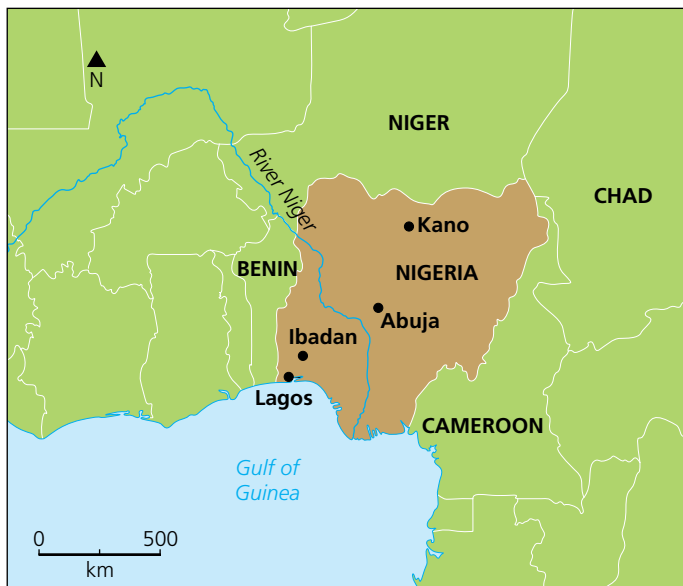 N
NIGER
River Niger
CHAD
Kano
BENIN
NIGERIA
Abuja
Ibadan
Lagos
CAMEROON
Gulf of
Guinea
0 500
km